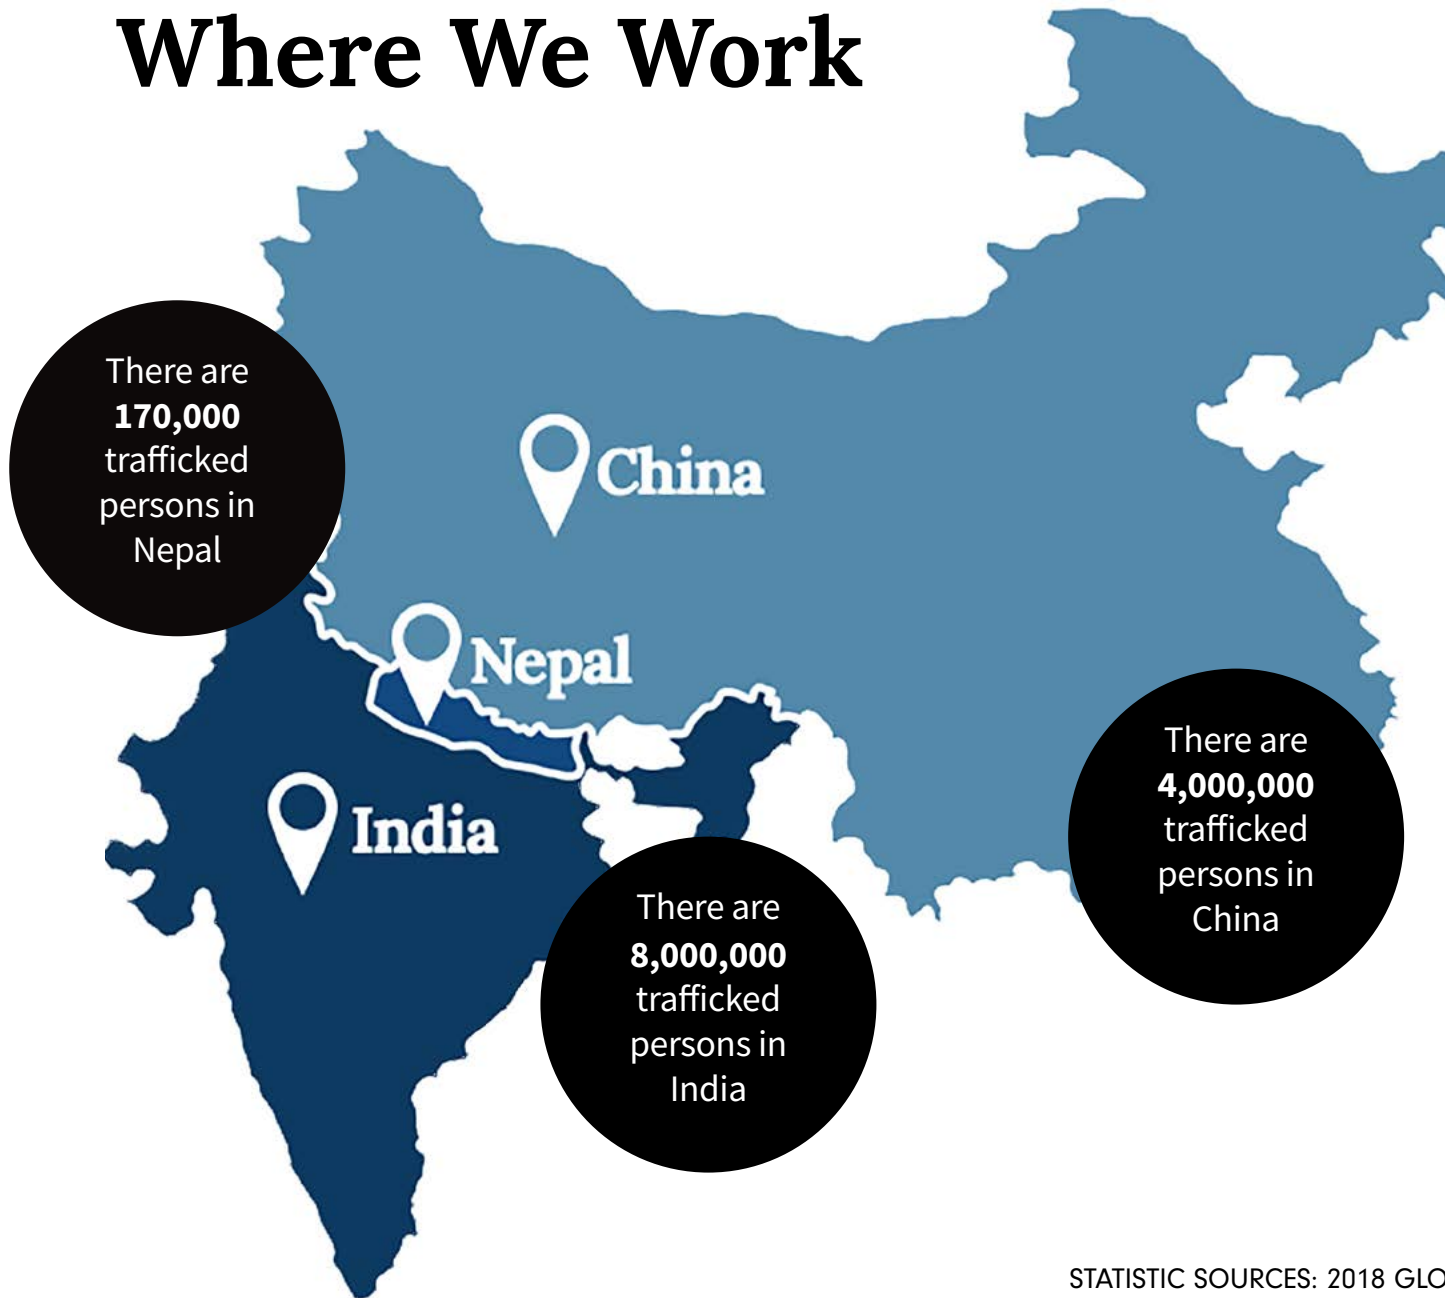 Where We Work
There are
170,000
trafficked
persons in
Nepal
China
Nepal
India
There are
4,000,000
trafficked
persons in
China
There are
8,000,000
trafficked
persons in
India
STATISTIC SOURCES: 2018 GLO